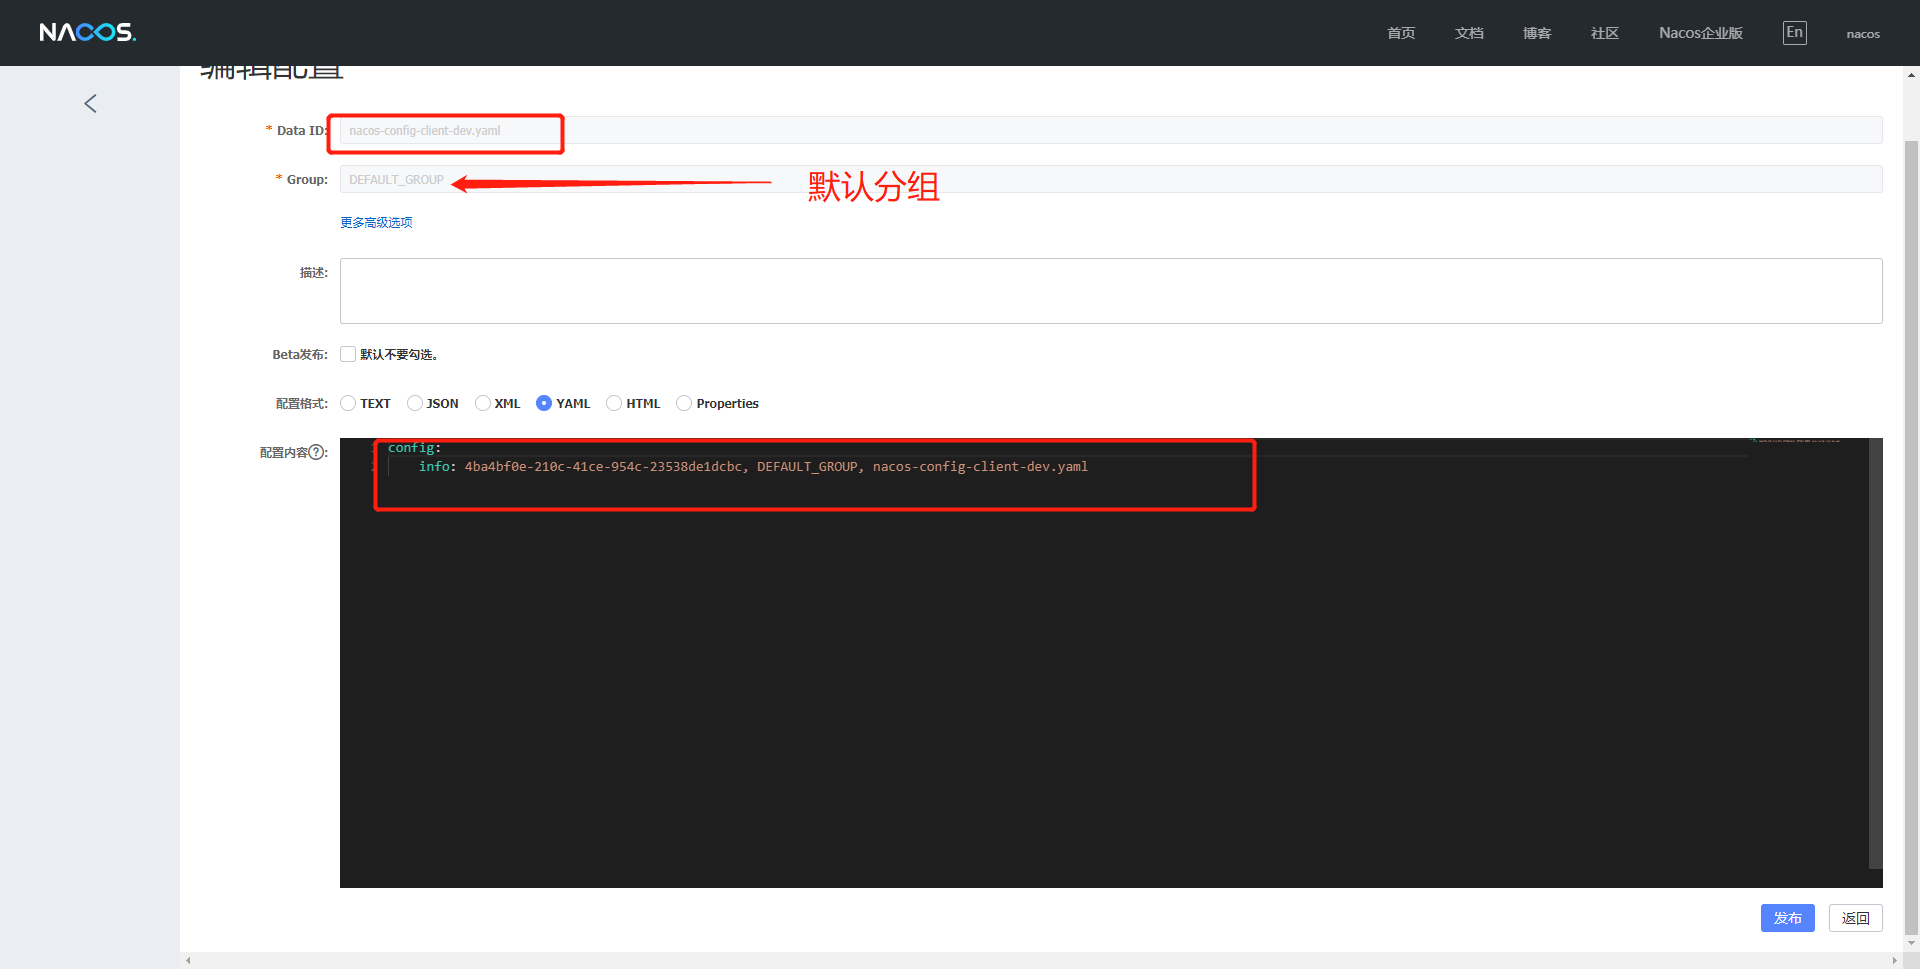 NACOS.
首页 文档 博客 社区 Nacos企业版 En nacos
编辑配置
* Data ID: nacos-config-client-dev.yaml
* Group: DEFAULT_GROUP 默认分组
更多高级选项
描述:
Beta发布: 默认不要勾选。
配置格式: TEXT JSON XML YAML HTML Properties
配置内容?: config:
info: 4ba4bf0e-210c-41ce-954c-23538de1dcbc, DEFAULT_GROUP, nacos-config-client-dev.yaml
发布 返回